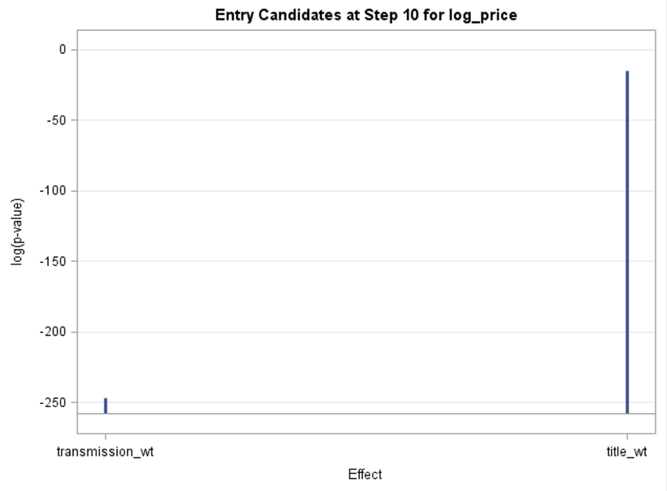 Entry Candidates at Step 10 for log_price
log(p-value)
0
-50
-100
-150
-200
-250
transmission_wt
title_wt
Effect